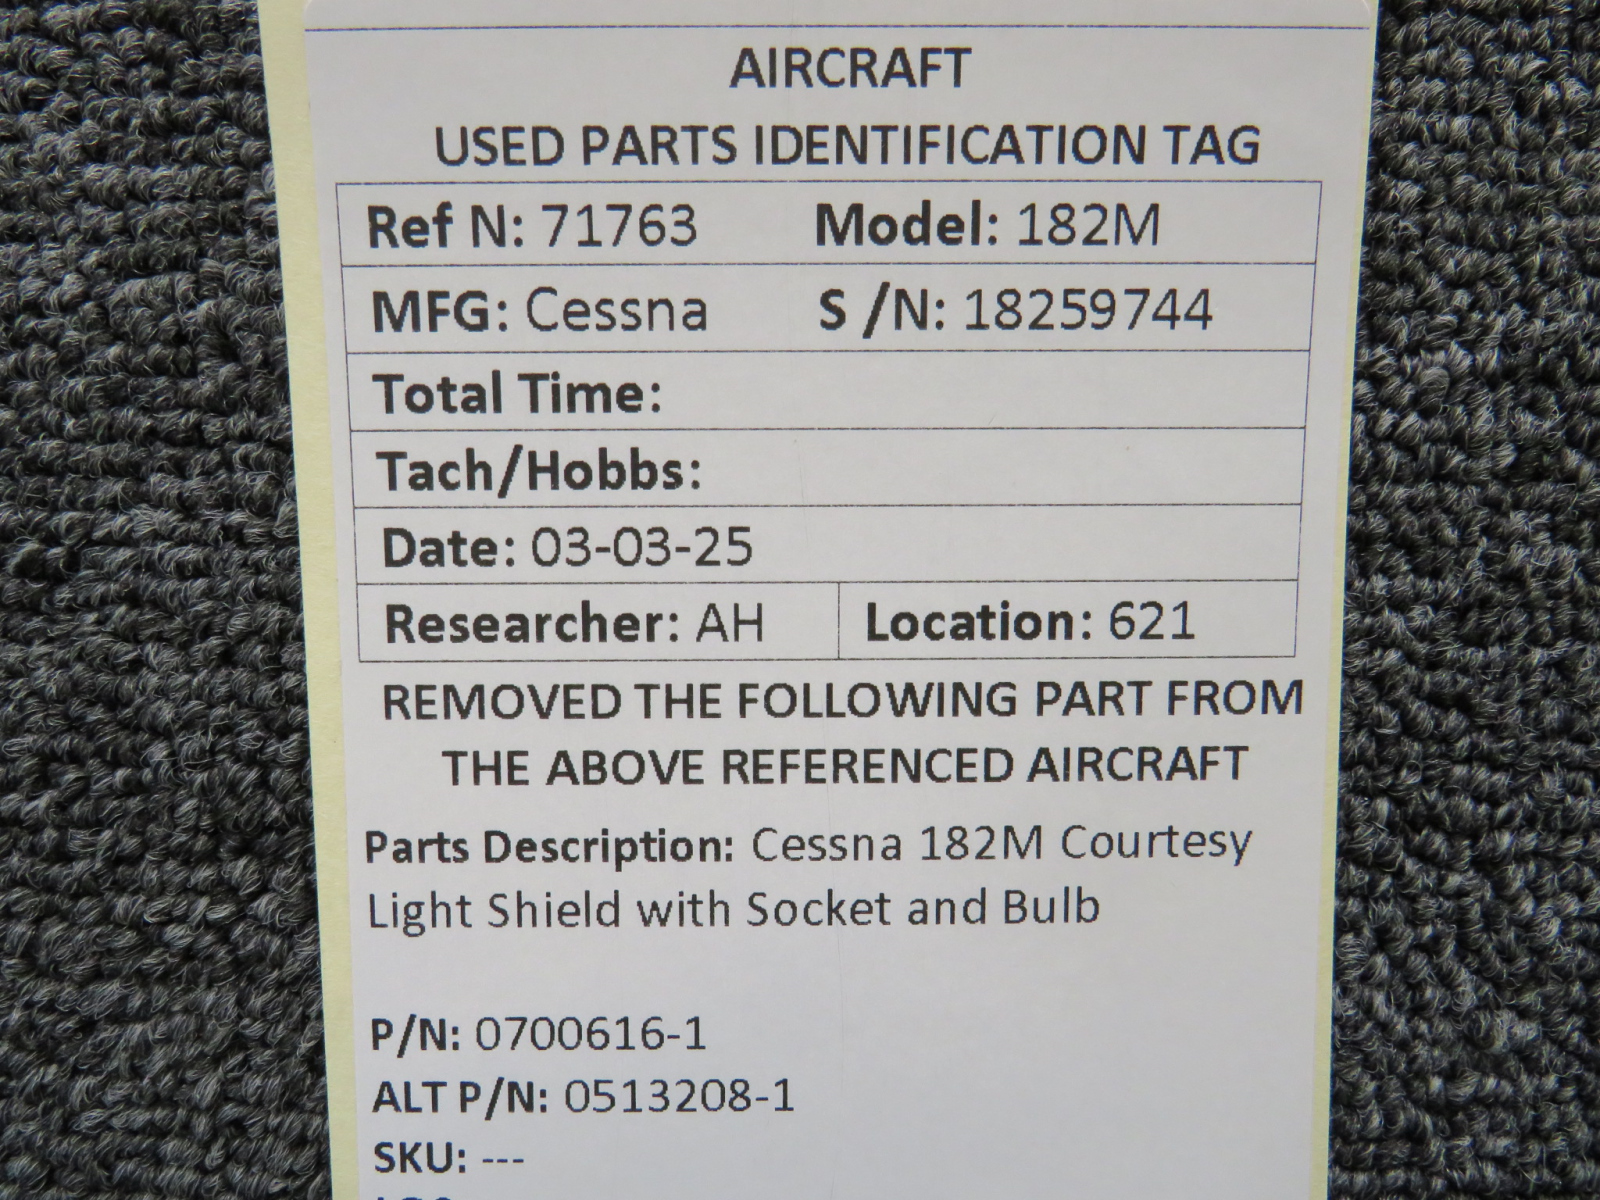 AIRCRAFT
USED PARTS IDENTIFICATION TAG
Ref N: 71763 Model: 182M
MFG: Cessna S /N: 18259744
Total Time:
Tach/Hobbs:
Date: 03-03-25
Researcher: AH Location: 621
REMOVED THE FOLLOWING PART FROM
THE ABOVE REFERENCED AIRCRAFT
Parts Description: Cessna 182M Courtesy
Light Shield with Socket and Bulb
P/N: 0700616-1
ALT P/N: 0513208-1
SKU: ---